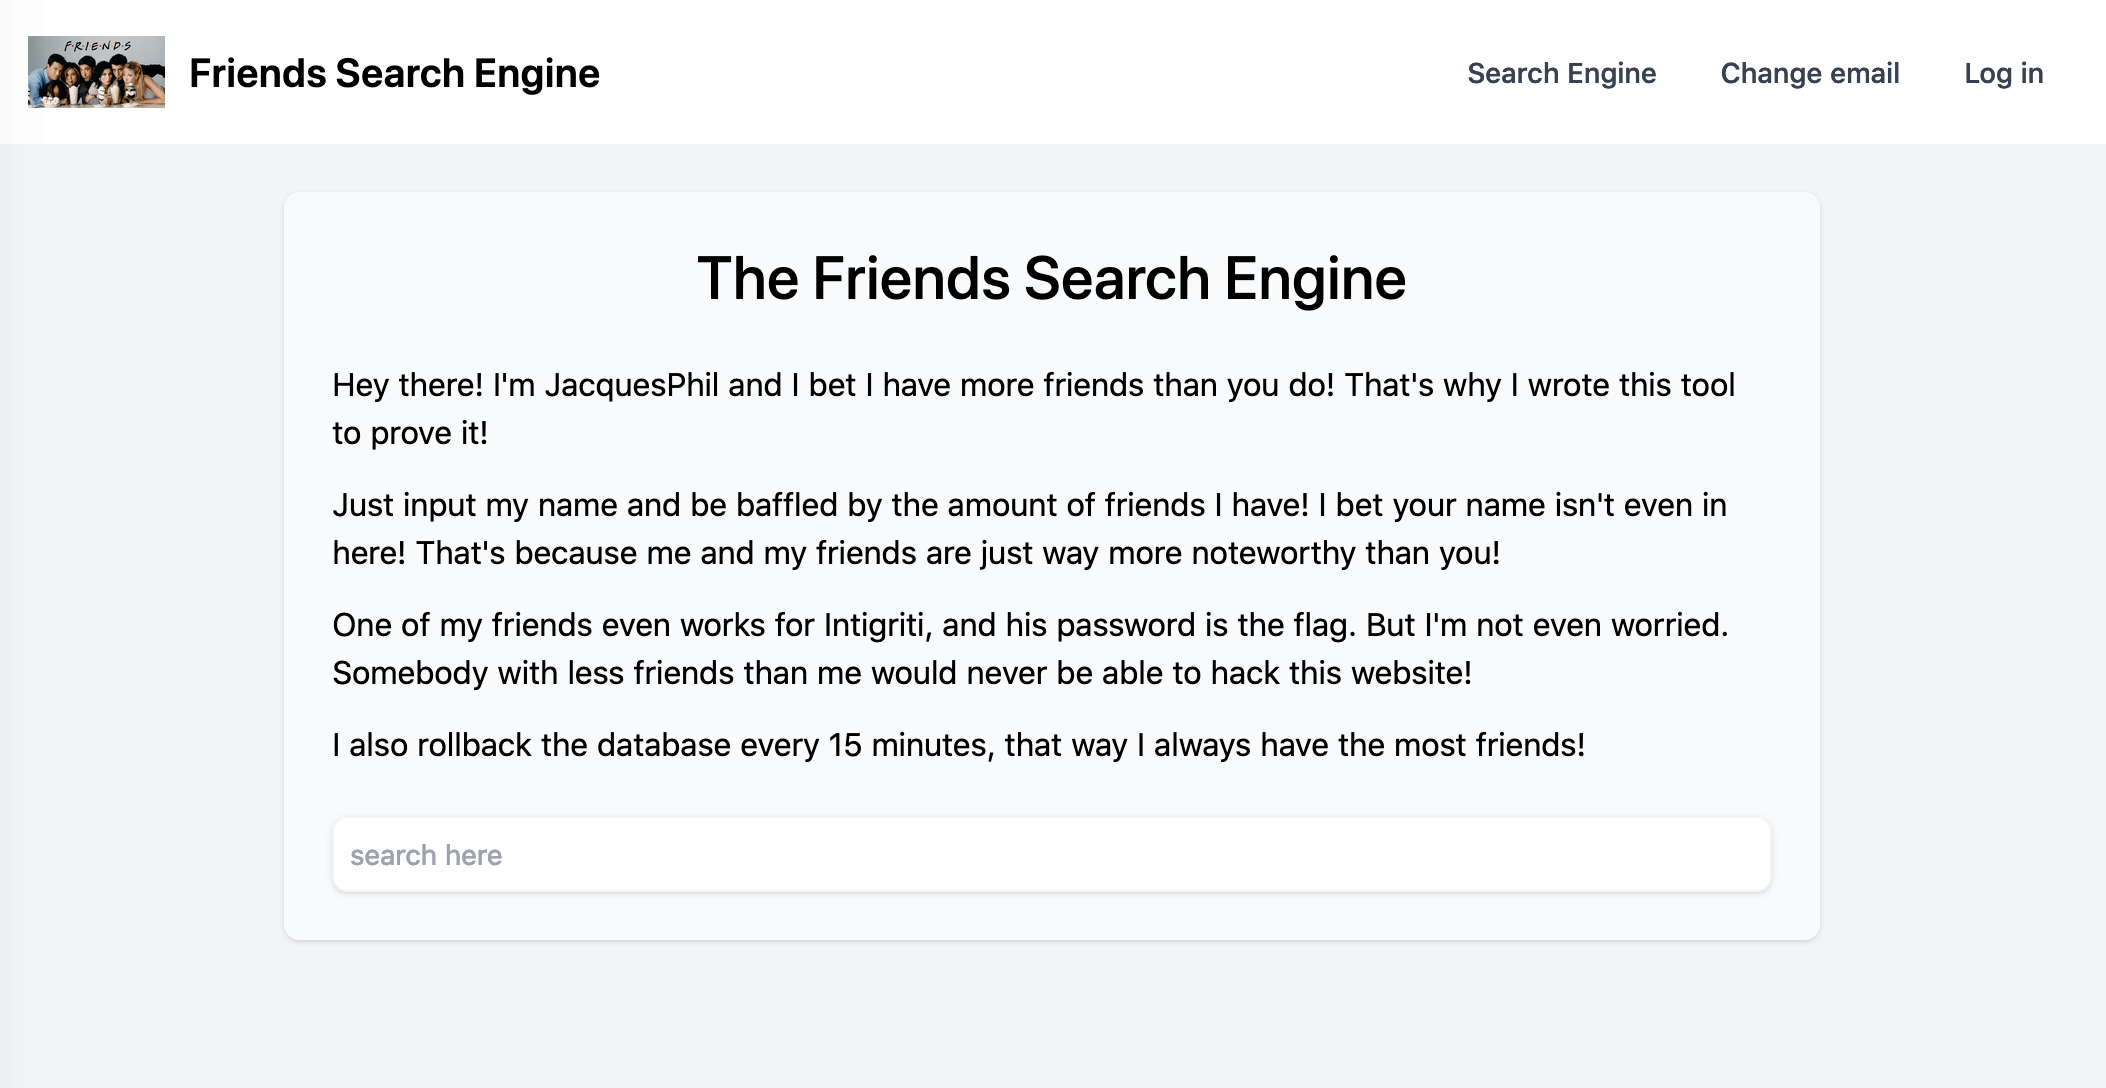 F·R·I·E·N·D·S
Friends Search Engine
Search Engine
Change email
Log in
The Friends Search Engine
Hey there! I'm JacquesPhil and I bet I have more friends than you do! That's why I wrote this tool
to prove it!
Just input my name and be baffled by the amount of friends I have! I bet your name isn't even in
here! That's because me and my friends are just way more noteworthy than you!
One of my friends even works for Intigriti, and his password is the flag. But I'm not even worried.
Somebody with less friends than me would never be able to hack this website!
I also rollback the database every 15 minutes, that way I always have the most friends!
search here